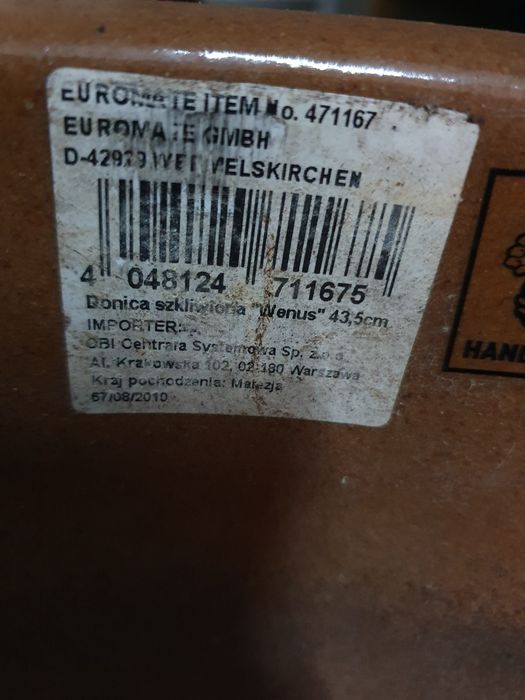 EUROMATE ITEM No. 471167
EUROMATE GMBH
D-42929 WERMELSKIRCHEN
4 048124 711675
Donica szkliwiona "Wenus" 43,5cm
IMPORTER:
OBI Centrala Systemowa Sp. z o.o.
Al. Krakowska 102, 02-180 Warszawa
Kraj pochodzenia: Malezja
67/08/2010
HAND